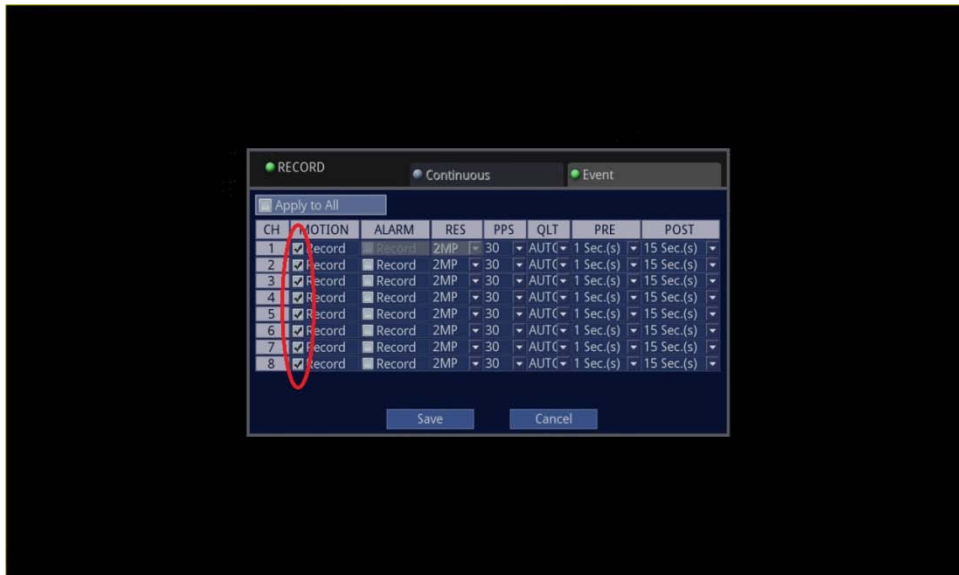 RECORD Continuous Event
Apply to All
CH MOTION ALARM RES PPS QLT PRE POST
1 Record Record 2MP 30 AUTO 1 Sec.(s) 15 Sec.(s)
2 Record Record 2MP 30 AUTO 1 Sec.(s) 15 Sec.(s)
3 Record Record 2MP 30 AUTO 1 Sec.(s) 15 Sec.(s)
4 Record Record 2MP 30 AUTO 1 Sec.(s) 15 Sec.(s)
5 Record Record 2MP 30 AUTO 1 Sec.(s) 15 Sec.(s)
6 Record Record 2MP 30 AUTO 1 Sec.(s) 15 Sec.(s)
7 Record Record 2MP 30 AUTO 1 Sec.(s) 15 Sec.(s)
8 Record Record 2MP 30 AUTO 1 Sec.(s) 15 Sec.(s)
Save Cancel